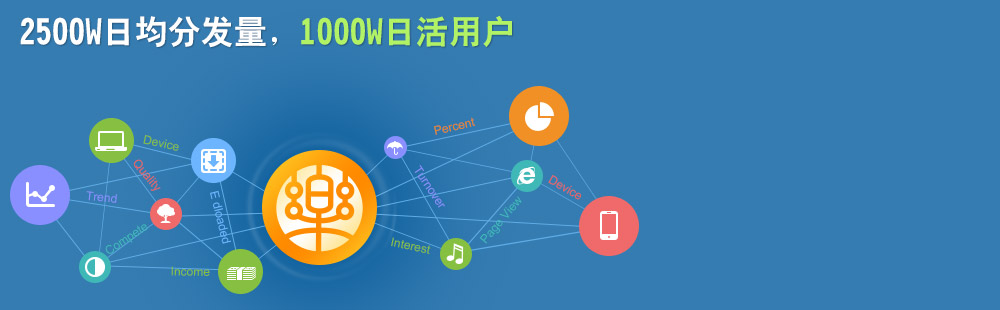 2500W日均分发量，1000W日活用户
Device
Quality
Trend
E dloaded
Compete
Income
Percent
Turnover
Device
Page View
Interest